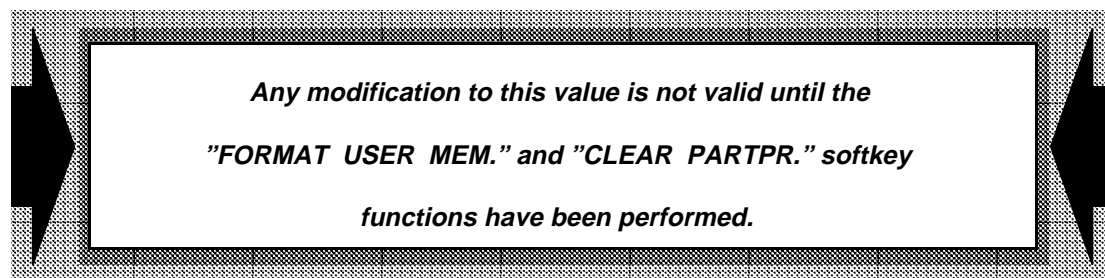 Any modification to this value is not valid until the
”FORMAT USER MEM.” and ”CLEAR PARTPR.” softkey
functions have been performed.